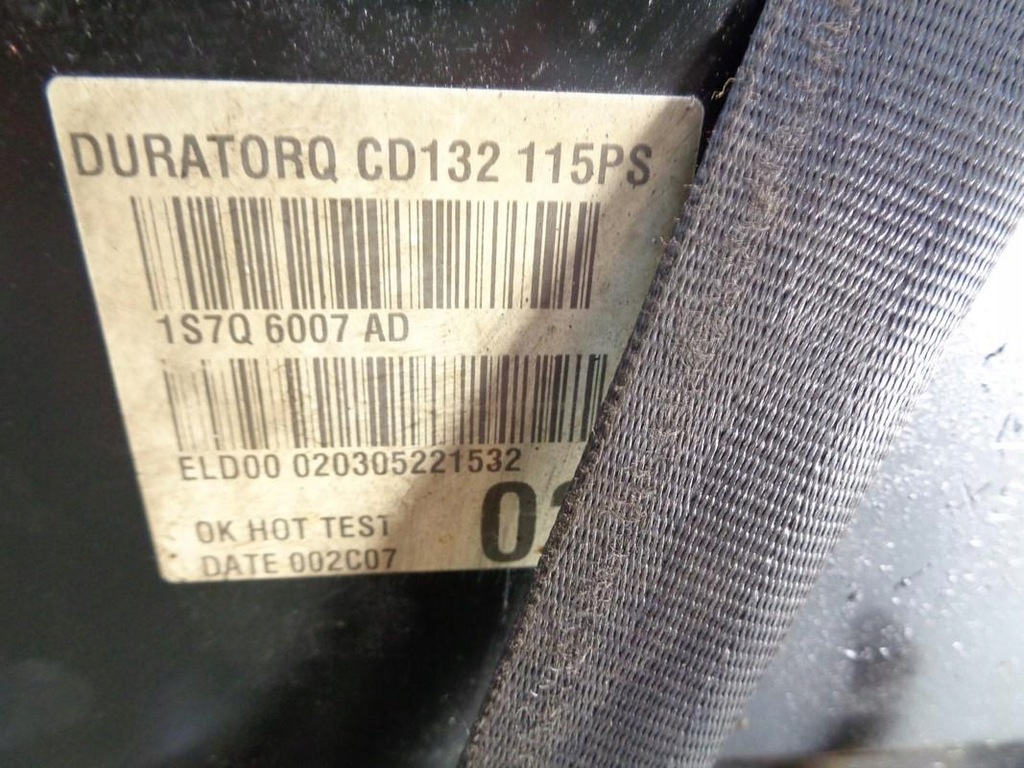 DURATORQ CD132 115PS
1S7Q 6007 AD
ELD00 020305221532
OK HOT TEST
DATE 002C07